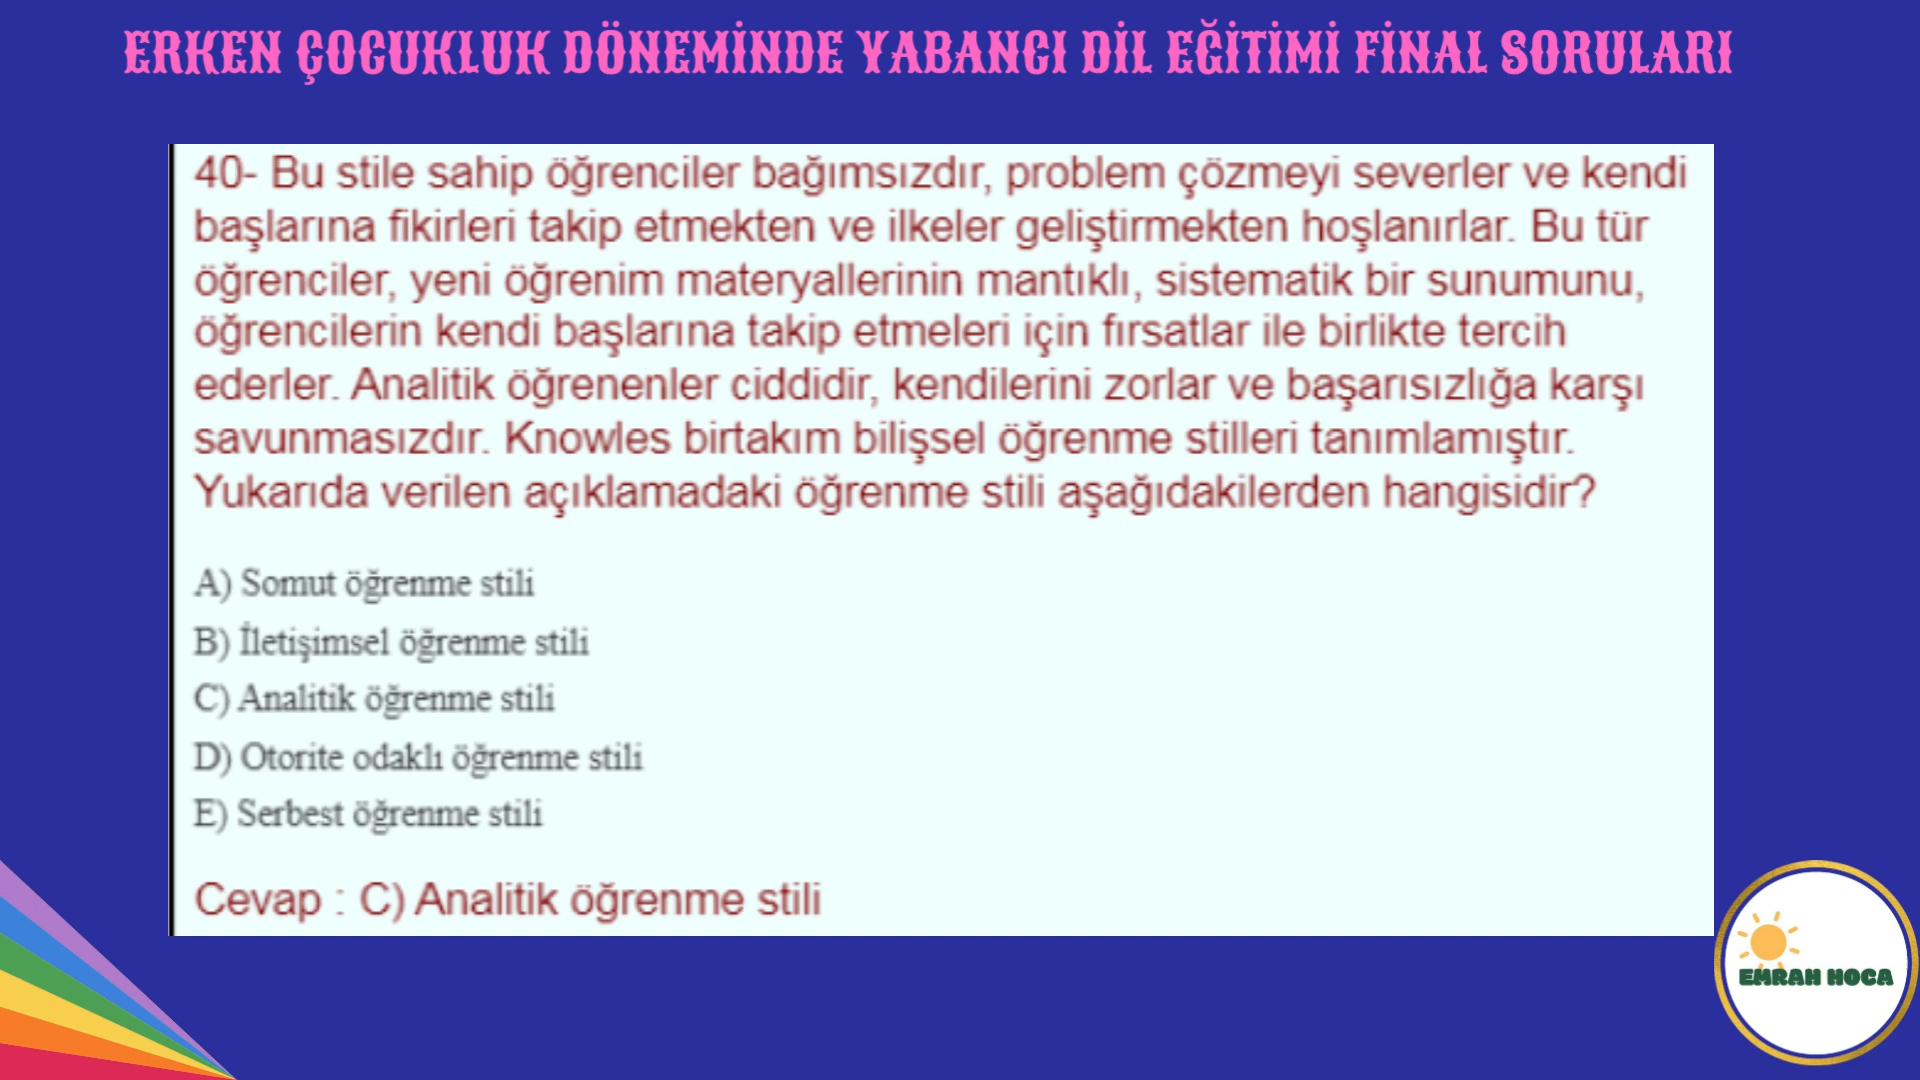 ERKEN ÇOCUKLUK DÖNEMİNDE YABANCI DİL EĞİTİMİ FİNAL SORULARI
40- Bu stile sahip öğrenciler bağımsızdır, problem çözmeyi severler ve kendi
başlarına fikirleri takip etmekten ve ilkeler geliştirmekten hoşlanırlar. Bu tür
öğrenciler, yeni öğrenim materyallerinin mantıklı, sistematik bir sunumunu,
öğrencilerin kendi başlarına takip etmeleri için fırsatlar ile birlikte tercih
ederler. Analitik öğrenenler ciddidir, kendilerini zorlar ve başarısızlığa karşı
savunmasızdır. Knowles birtakım bilişsel öğrenme stilleri tanımlamıştır.
Yukarıda verilen açıklamadaki öğrenme stili aşağıdakilerden hangisidir?
A) Somut öğrenme stili
B) İletişimsel öğrenme stili
C) Analitik öğrenme stili
D) Otorite odaklı öğrenme stili
E) Serbest öğrenme stili
Cevap : C) Analitik öğrenme stili
EMRAH HOCA